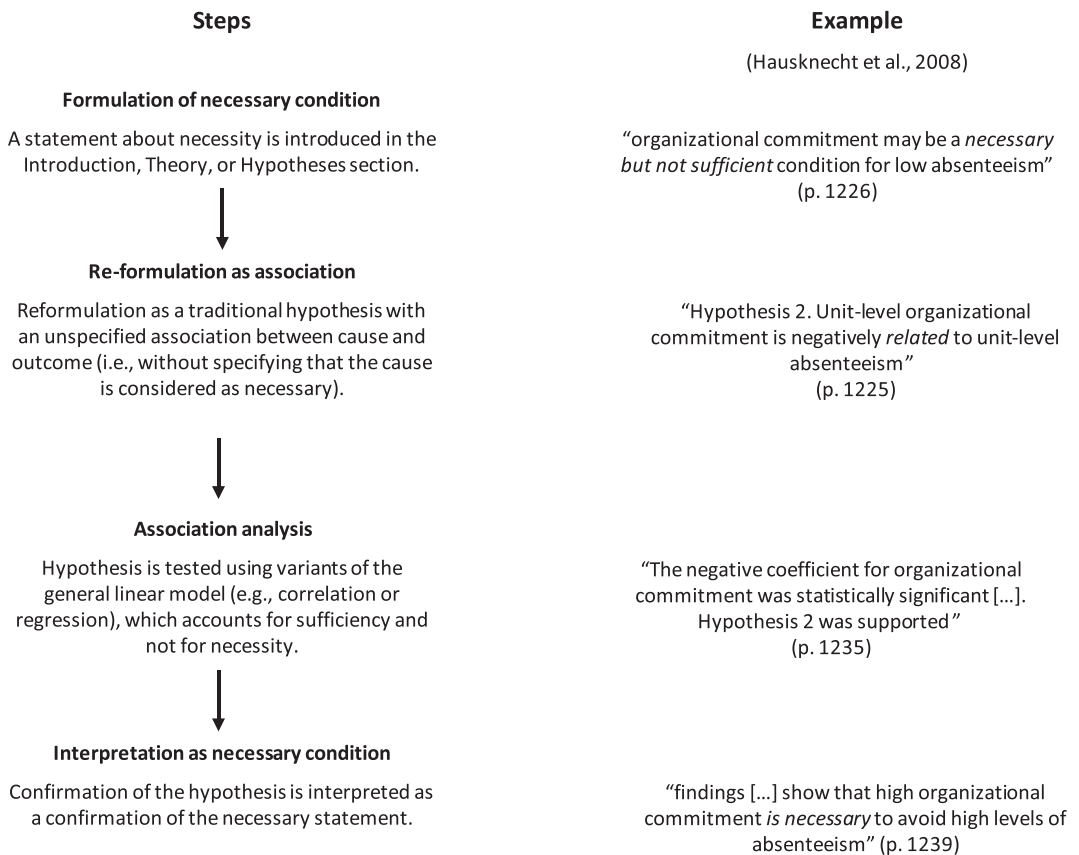 Steps
Example
(Hausknecht et al., 2008)
Formulation of necessary condition
A statement about necessity is introduced in the
Introduction, Theory, or Hypotheses section.
“organizational commitment may be a necessary
but not sufficient condition for low absenteeism”
(p. 1226)
Re-formulation as association
Reformulation as a traditional hypothesis with
an unspecified association between cause and
outcome (i.e., without specifying that the cause
is considered as necessary).
“Hypothesis 2. Unit-level organizational
commitment is negatively related to unit-level
absenteeism”
(p. 1225)
Association analysis
Hypothesis is tested using variants of the
general linear model (e.g., correlation or
regression), which accounts for sufficiency and
not for necessity.
“The negative coefficient for organizational
commitment was statistically significant […].
Hypothesis 2 was supported”
(p. 1235)
Interpretation as necessary condition
Confirmation of the hypothesis is interpreted as
a confirmation of the necessary statement.
“findings […] show that high organizational
commitment is necessary to avoid high levels of
absenteeism” (p. 1239)